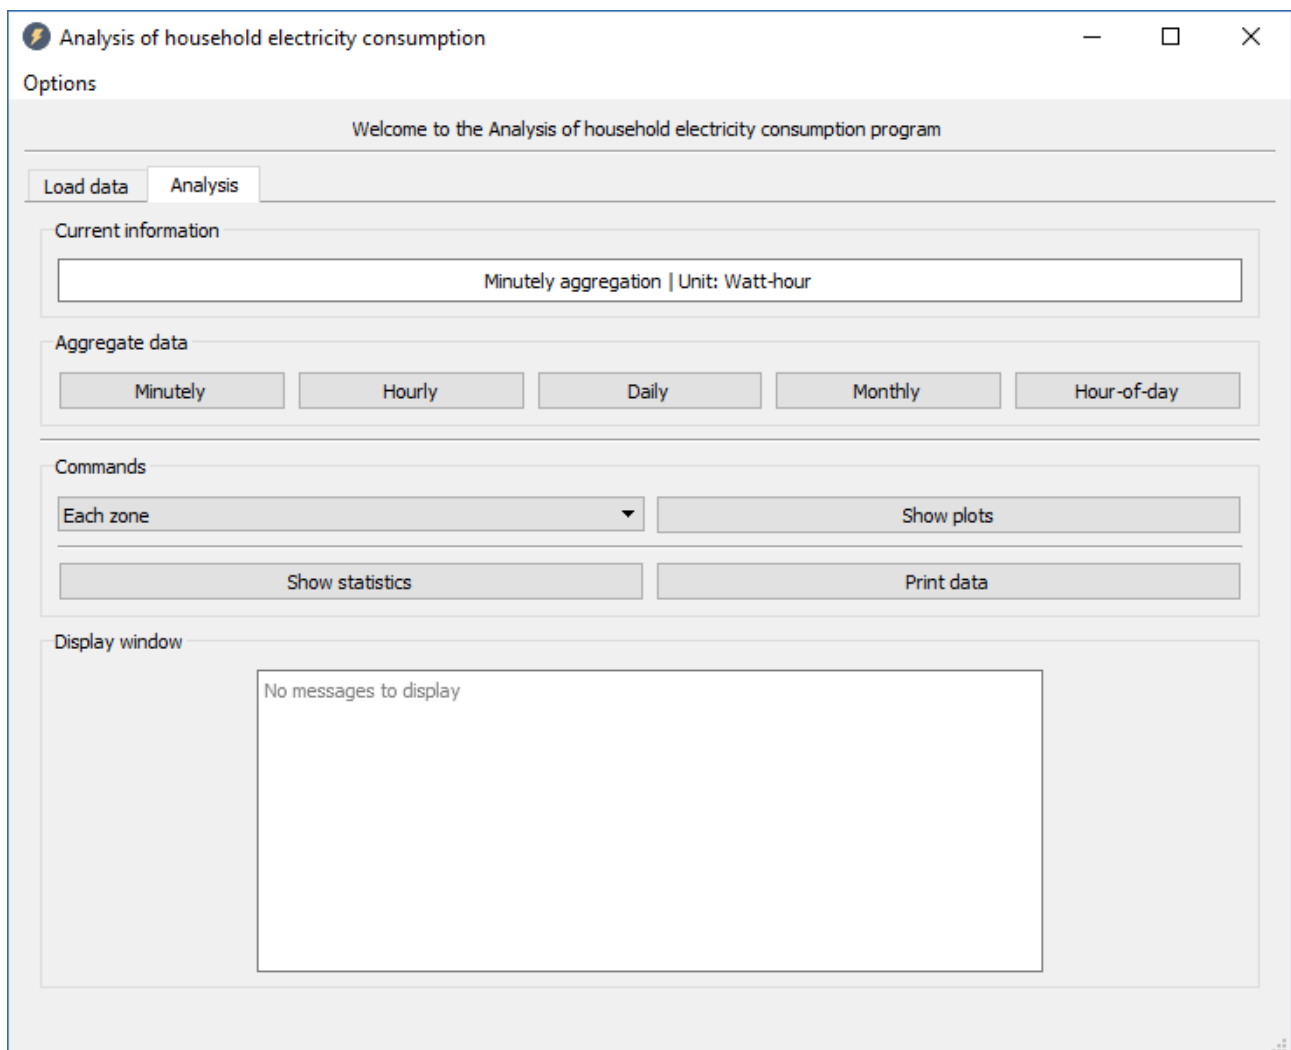 Analysis of household electricity consumption
Options
Welcome to the Analysis of household electricity consumption program
Load data Analysis
Current information
Minutely aggregation | Unit: Watt-hour
Aggregate data
Minutely Hourly Daily Monthly Hour-of-day
Commands
Each zone Show plots
Show statistics Print data
Display window
No messages to display